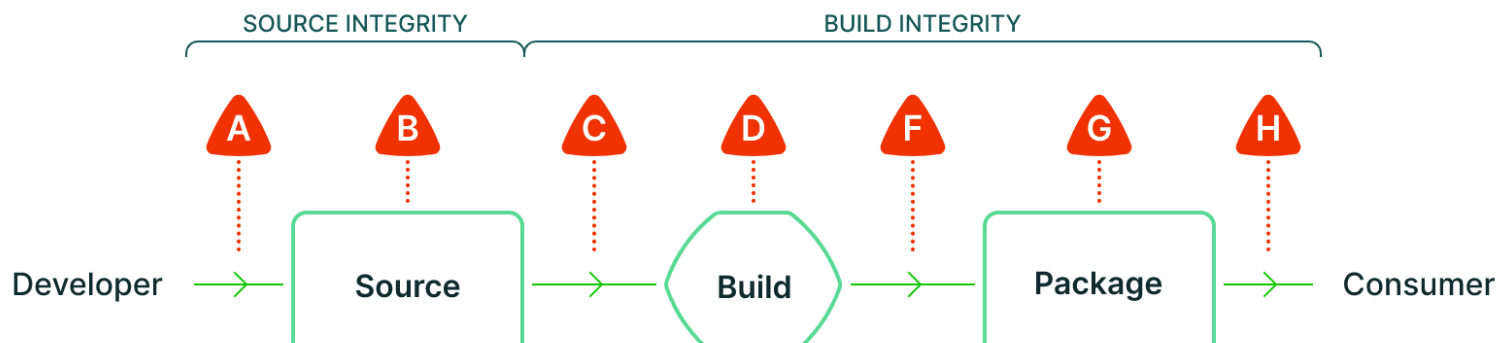 SOURCE INTEGRITY BUILD INTEGRITY
A B C D F G H
Developer Source Build Package Consumer